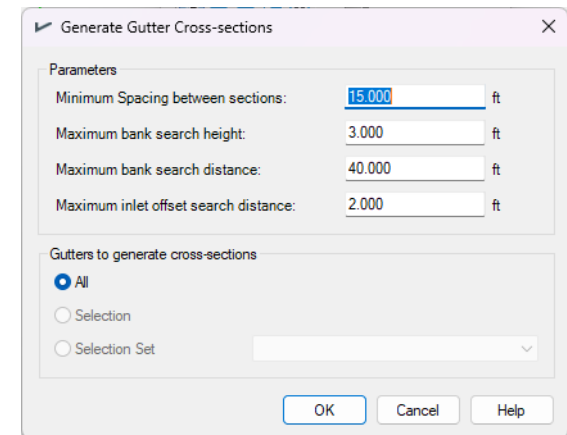 Generate Gutter Cross-sections
Parameters
Minimum Spacing between sections: 15.000 ft
Maximum bank search height: 3.000 ft
Maximum bank search distance: 40.000 ft
Maximum inlet offset search distance: 2.000 ft
Gutters to generate cross-sections
All
Selection
Selection Set
OK Cancel Help